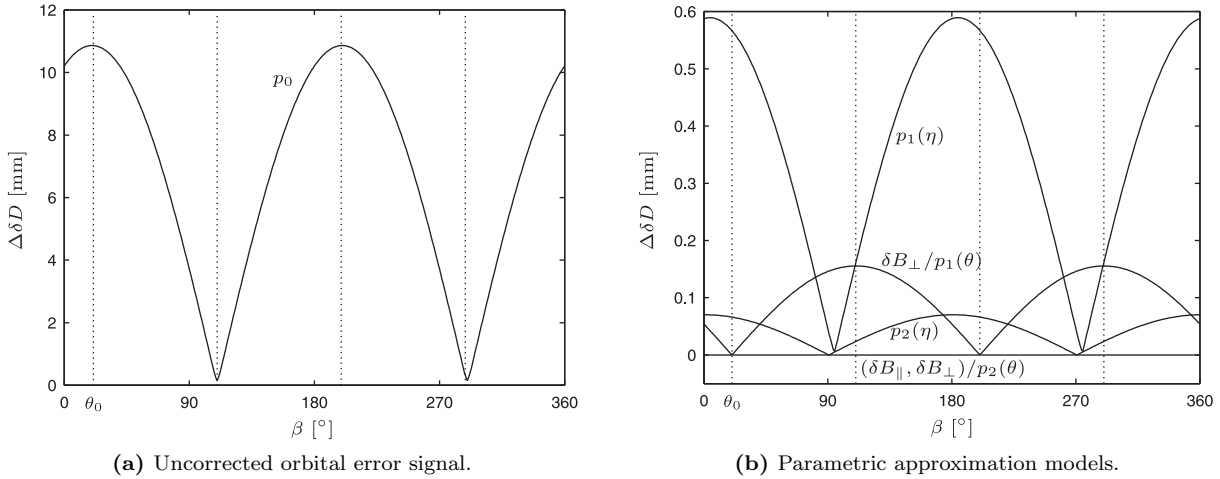 12
10
8
6
4
2
0
ΔδD [mm]
p₀
0 θ₀ 90 180 270 360
β [°]
(a) Uncorrected orbital error signal.
0.6
0.5
0.4
0.3
0.2
0.1
0
ΔδD [mm]
p₁(η)
δB⊥/p₁(θ)
p₂(η)
(δB∥, δB⊥)/p₂(θ)
0 θ₀ 90 180 270 360
β [°]
(b) Parametric approximation models.